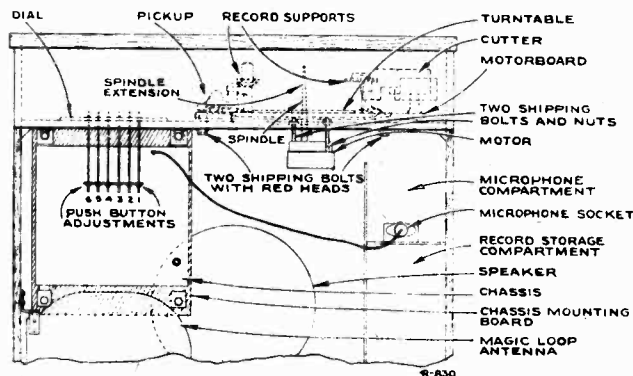 DIAL
PICKUP
RECORD SUPPORTS
TURNTABLE
CUTTER
MOTORBOARD
SPINDLE
EXTENSION
SPINDLE
TWO SHIPPING
BOLTS AND NUTS
MOTOR
TWO SHIPPING BOLTS
WITH RED HEADS
6 5 4 3 2 1
PUSH BUTTON
ADJUSTMENTS
MICROPHONE
COMPARTMENT
MICROPHONE SOCKET
RECORD STORAGE
COMPARTMENT
SPEAKER
CHASSIS
CHASSIS MOUNTING
BOARD
MAGIC LOOP
ANTENNA
R-830